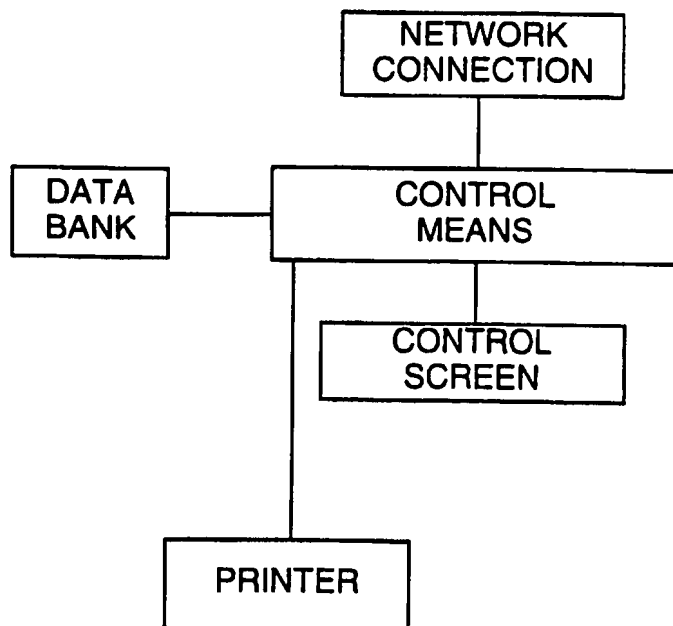 NETWORK
CONNECTION
DATA
BANK
CONTROL
MEANS
CONTROL
SCREEN
PRINTER